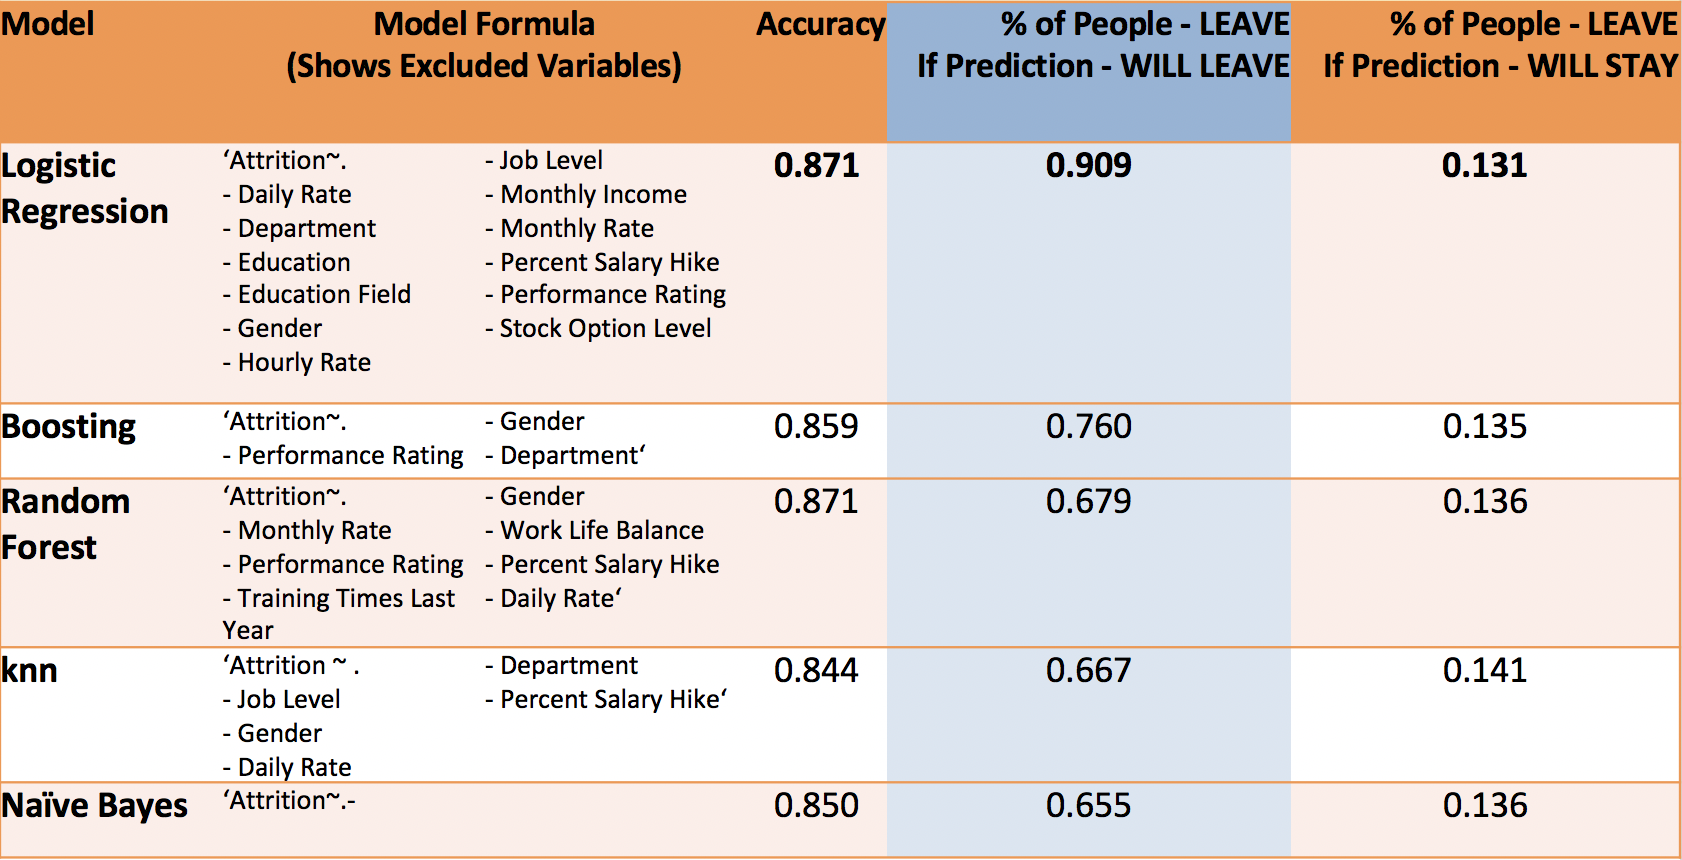 Model Model Formula Accuracy % of People - LEAVE % of People - LEAVE
(Shows Excluded Variables) If Prediction - WILL LEAVE If Prediction - WILL STAY
Logistic ‘Attrition~. - Job Level 0.871 0.909 0.131
- Daily Rate - Monthly Income
Regression - Department - Monthly Rate
- Education - Percent Salary Hike
- Education Field - Performance Rating
- Gender - Stock Option Level
- Hourly Rate
Boosting ‘Attrition~. - Gender 0.859 0.760 0.135
- Performance Rating - Department‘
Random ‘Attrition~. - Gender 0.871 0.679 0.136
- Monthly Rate - Work Life Balance
Forest - Performance Rating - Percent Salary Hike
- Training Times Last - Daily Rate‘
Year
knn ‘Attrition ~ . - Department 0.844 0.667 0.141
- Job Level - Percent Salary Hike‘
- Gender
- Daily Rate
Naïve Bayes ‘Attrition~.- 0.850 0.655 0.136